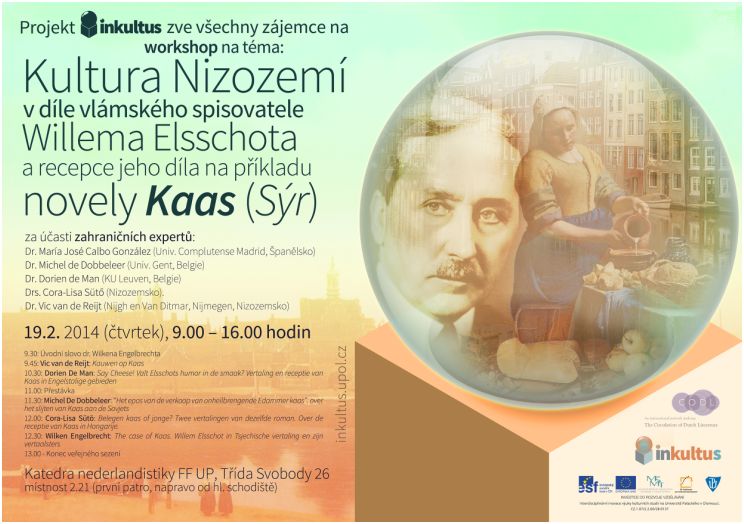 Projekt inkultus zve všechny zájemce na
workshop na téma:
Kultura Nizozemí
v díle vlámského spisovatele
Willema Elsschota
a recepce jeho díla na příkladu
novely Kaas (Sýr)
za účasti zahraničních expertů:
Dr. María José Calbo González (Univ. Complutense Madrid, Španělsko)
Dr. Michel de Dobbeleer (Univ. Gent, Belgie)
Dr. Dorien de Man (KU Leuven, Belgie)
Drs. Cora-Lisa Sütő (Nizozemsko).
Dr. Vic van de Reijt (Nijgh en Van Ditmar, Nijmegen, Nizozemsko)
19.2. 2014 (čtvrtek), 9.00 – 16.00 hodin
9.30: Úvodní slovo dr. Wilkena Engelbrechta
9.45: Vic van de Reijt: Kauwen op Kaas
10.30: Dorien De Man: Say Cheese! Valt Elsschots humor in de smaak? Vertaling en receptie van
Kaas in Engelstalige gebieden
11.00: Přestávka
11.30: Michel De Dobbeleer: "Het epos van de verkoop van onheilbrengende Edammer kaas": over
het slijten van Kaas aan de Sovjets
12.00: Cora-Lisa Sütő: Belegen kaas of jonge? Twee vertalingen van dezelfde roman. Over de
receptie van Kaas in Hongarije.
12.30: Wilken Engelbrecht: The case of Kaas. Willem Elsschot in Tsjechische vertaling en zijn
vertaalsters
13.00 - Konec veřejného sezení
Katedra nederlandistiky FF UP, Třída Svobody 26
místnost 2.21 (první patro, napravo od hl. schodiště)
inkultus.upol.cz
CODL
The Circulation of Dutch Literature
inkultus
esf
INVESTICE DO ROZVOJE VZDĚLÁVÁNÍ